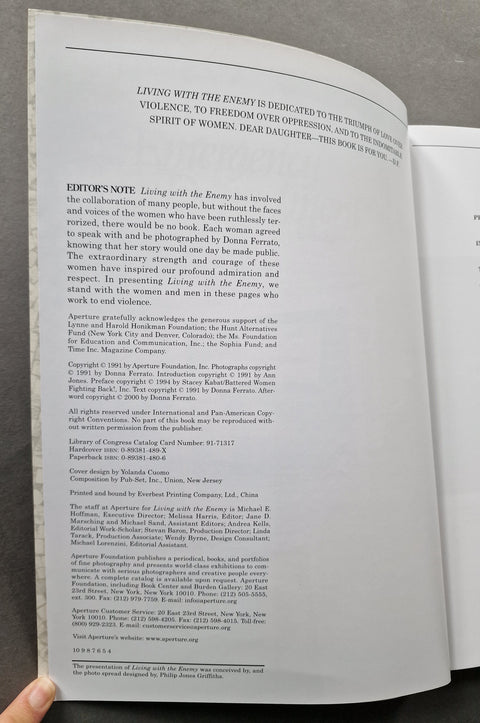 LIVING WITH THE ENEMY IS DEDICATED TO THE TRIUMPH OF LOVE OVER
VIOLENCE, TO FREEDOM OVER OPPRESSION, AND TO THE INDOMITABLE
SPIRIT OF WOMEN. DEAR DAUGHTER—THIS BOOK IS FOR YOU.—D.F.
EDITOR'S NOTE Living with the Enemy has involved
the collaboration of many people, but without the faces
and voices of the women who have been ruthlessly ter-
rorized, there would be no book. Each woman agreed
to speak with and be photographed by Donna Ferrato,
knowing that her story would one day be made public.
The extraordinary strength and courage of these
women have inspired our profound admiration and
respect. In presenting Living with the Enemy, we
stand with the women and men in these pages who
work to end violence.
Aperture gratefully acknowledges the generous support of the
Lynne and Harold Honikman Foundation; the Hunt Alternatives
Fund (New York City and Denver, Colorado); the Ms. Foundation
for Education and Communication, Inc.; the Sophia Fund; and
Time Inc. Magazine Company.
Copyright © 1991 by Aperture Foundation, Inc. Photographs copyright
© 1991 by Donna Ferrato. Introduction copyright © 1991 by Ann
Jones. Preface copyright © 1994 by Stacey Kabat/Battered Women
Fighting Back!, Inc. Text copyright © 1991 by Donna Ferrato. After-
word copyright © 2000 by Donna Ferrato.
All rights reserved under International and Pan-American Copy-
right Conventions. No part of this book may be reproduced with-
out written permission from the publisher.
Library of Congress Catalog Card Number: 91-71317
Hardcover ISBN: 0-89381-489-X
Paperback ISBN: 0-89381-480-6
Cover design by Yolanda Cuomo
Composition by Pub-Set, Inc., Union, New Jersey
Printed and bound by Everbest Printing Company, Ltd., China
The staff at Aperture for Living with the Enemy is Michael E.
Hoffman, Executive Director; Melissa Harris, Editor; Jane D.
Marsching and Michael Sand, Assistant Editors; Andrea Kells,
Editorial Work-Scholar; Stevan Baron, Production Director; Linda
Tarack, Production Associate; Wendy Byrne, Design Consultant;
Michael Lorenzini, Editorial Assistant.
Aperture Foundation publishes a periodical, books, and portfolios
of fine photography and presents world-class exhibitions to com-
municate with serious photographers and creative people every-
where. A complete catalog is available upon request. Aperture
Foundation, including Book Center and Burden Gallery: 20 East
23rd Street, New York, New York 10010. Phone: (212) 505-5555,
ext. 300. Fax: (212) 979-7759. E-mail: info@aperture.org
Aperture Customer Service: 20 East 23rd Street, New York, New
York 10010. Phone: (212) 598-4205. Fax: (212) 598-4015. Toll-free:
(800) 929-2323. E-mail: customerservice@aperture.org
Visit Aperture's website: www.aperture.org
10 9 8 7 6 5 4
The presentation of Living with the Enemy was conceived by, and
the photo spread designed by, Philip Jones Griffiths.